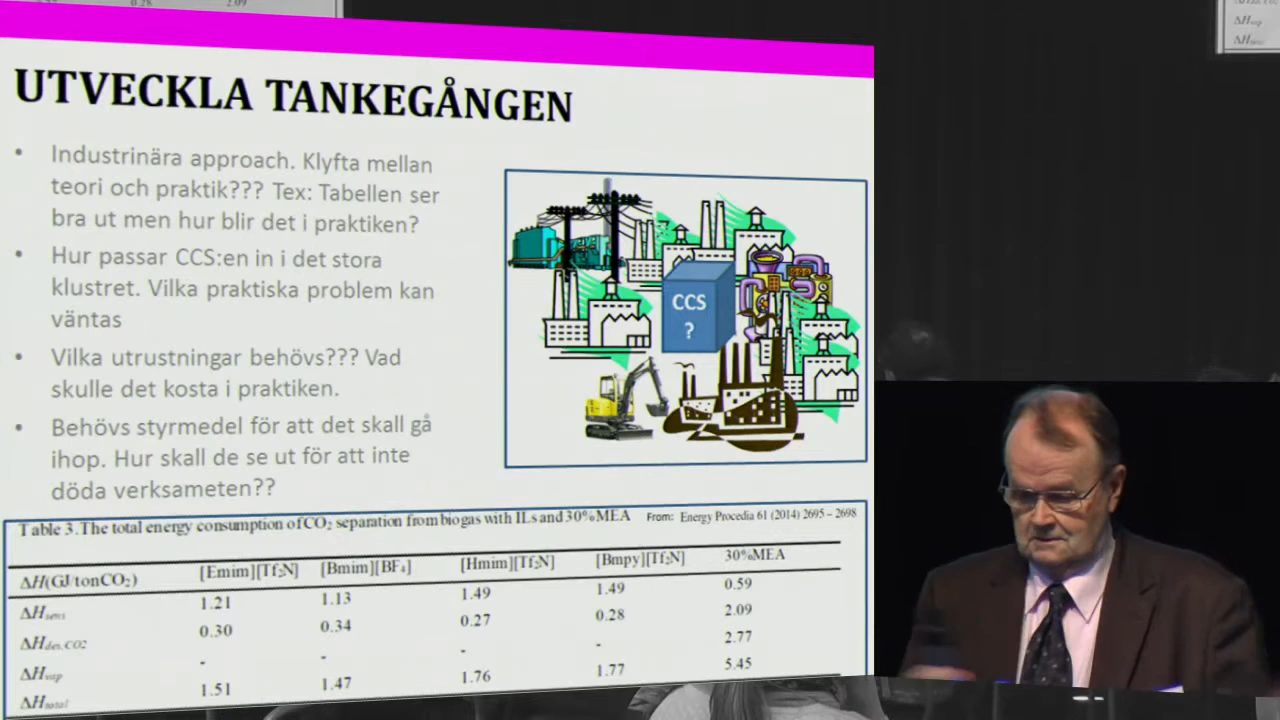 0.28 2.09
UTVECKLA TANKEGÅNGEN
• Industrinära approach. Klyfta mellan
teori och praktik??? Tex: Tabellen ser
bra ut men hur blir det i praktiken?
• Hur passar CCS:en in i det stora
klustret. Vilka praktiska problem kan
väntas
• Vilka utrustningar behövs??? Vad
skulle det kosta i praktiken.
• Behövs styrmedel för att det skall gå
ihop. Hur skall de se ut för att inte
döda verksameten??
CCS
?
Table 3.The total energy consumption of CO₂ separation from biogas with ILs and 30%MEA From: Energy Procedia 61 (2014) 2695 – 2698
ΔH(GJ/tonCO₂) [Emim][Tf₂N] [Bmim][BF₄] [Hmim][Tf₂N] [Bmpy][Tf₂N] 30%MEA
ΔHsens 1.21 1.13 1.49 1.49 0.59
ΔHdes.CO2 0.30 0.34 0.27 0.28 2.09
ΔHvap - - - - 2.77
ΔHtotal 1.51 1.47 1.76 1.77 5.45
ΔHvap
ΔHsens